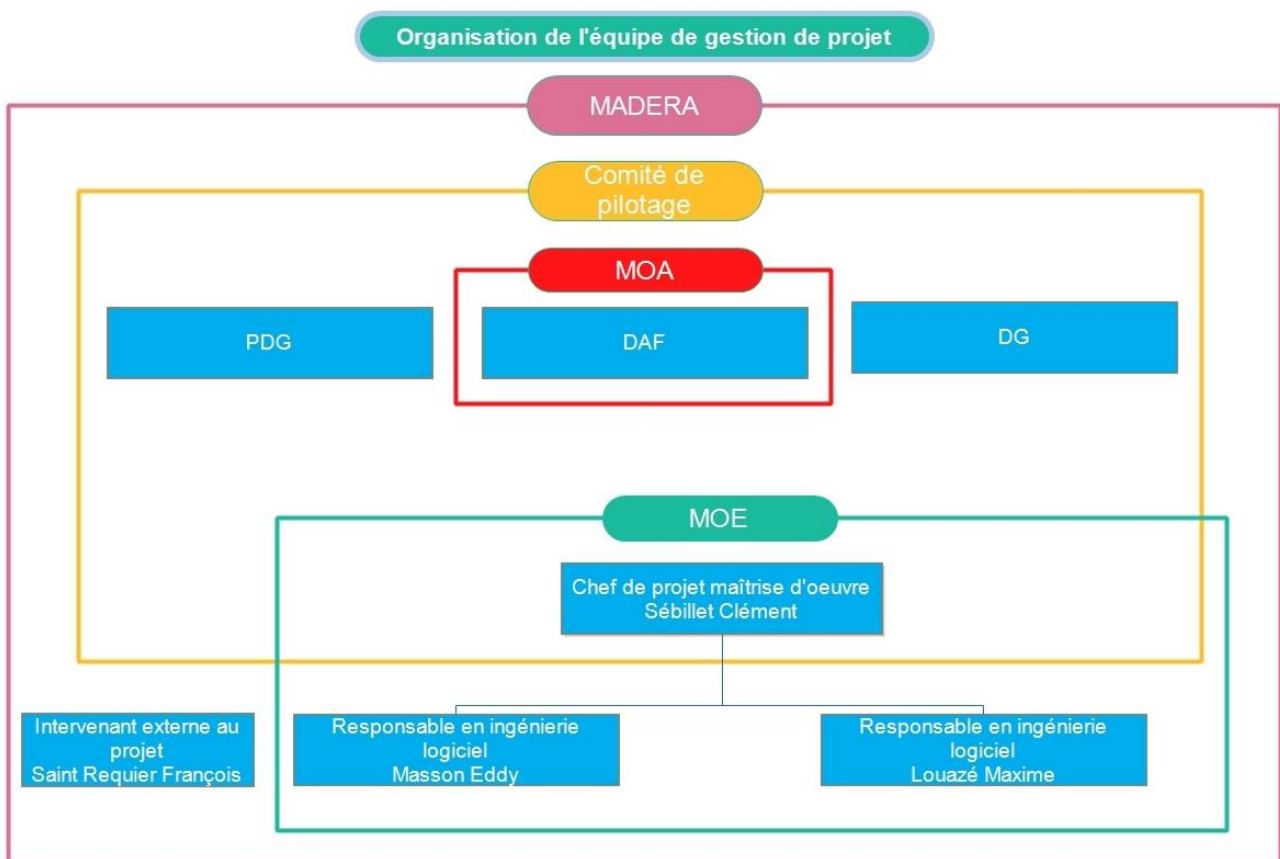 Organisation de l'équipe de gestion de projet
MADERA
Comité de
pilotage
MOA
PDG
DAF
DG
MOE
Chef de projet maîtrise d'oeuvre
Sébillet Clément
Intervenant externe au
projet
Saint Requier François
Responsable en ingénierie
logiciel
Masson Eddy
Responsable en ingénierie
logiciel
Louazé Maxime